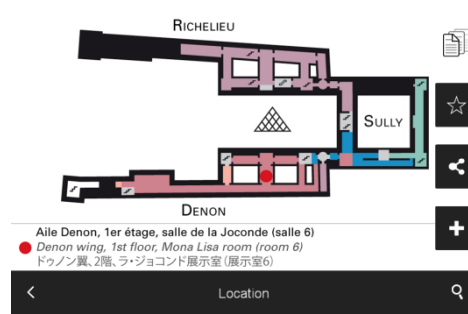 RICHELIEU
SULLY
DENON
Aile Denon, 1er étage, salle de la Joconde (salle 6)
Denon wing, 1st floor, Mona Lisa room (room 6)
ドゥノン翼、2階、ラ・ジョコンド展示室（展示室6）
Location